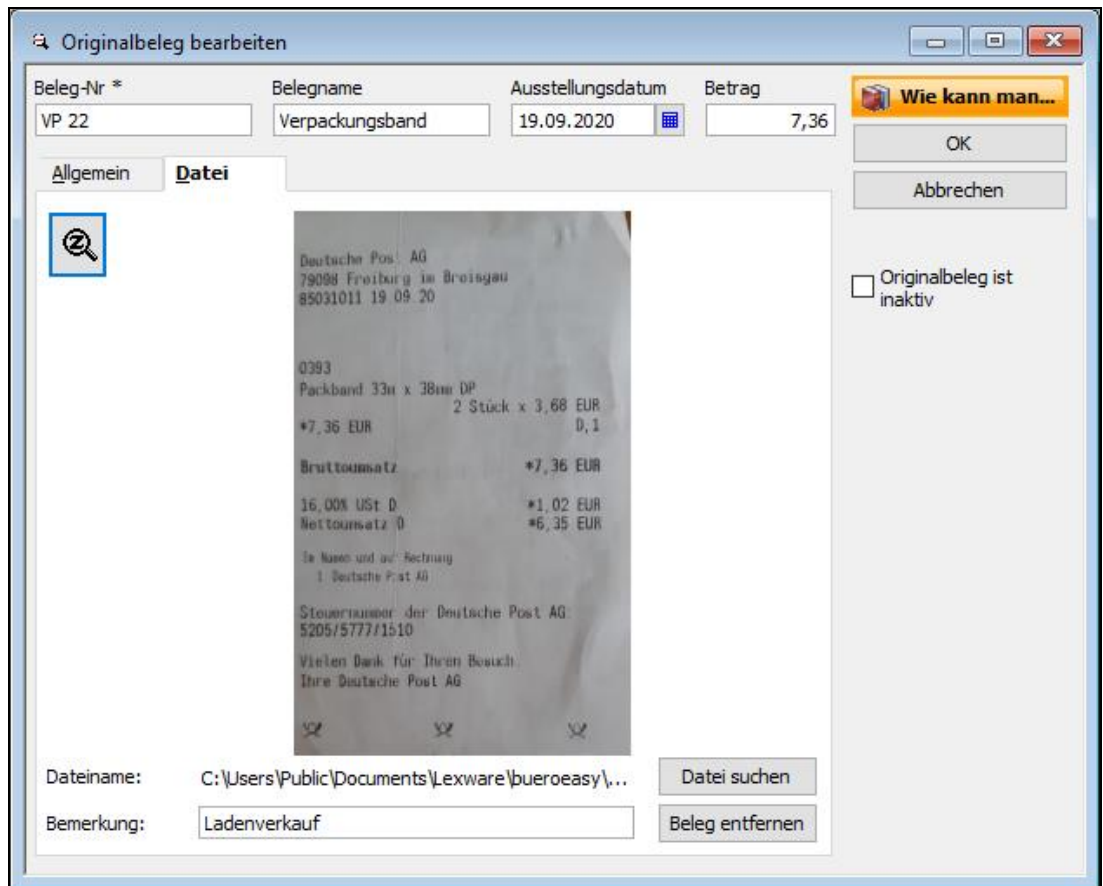 Originalbeleg bearbeiten
Beleg-Nr * Belegname Ausstellungsdatum Betrag
VP 22 Verpackungsband 19.09.2020 7,36
Wie kann man...
OK
Abbrechen
Allgemein Datei
Originalbeleg ist
inaktiv
Deutsche Post AG
79098 Freiburg im Breisgau
85031011 19 09 20
0393
Packband 33m x 38mm DP
2 Stück x 3,68 EUR
*7,36 EUR D,1
Bruttoumsatz *7,36 EUR
16,00% USt D *1,02 EUR
Nettoumsatz D *6,35 EUR
Im Namen und auf Rechnung
1 Deutsche Post AG
Steuernummer der Deutsche Post AG:
5205/5777/1510
Vielen Dank für Ihren Besuch.
Ihre Deutsche Post AG
Dateiname: C:\Users\Public\Documents\Lexware\bueroeasy\... Datei suchen
Bemerkung: Ladenverkauf Beleg entfernen